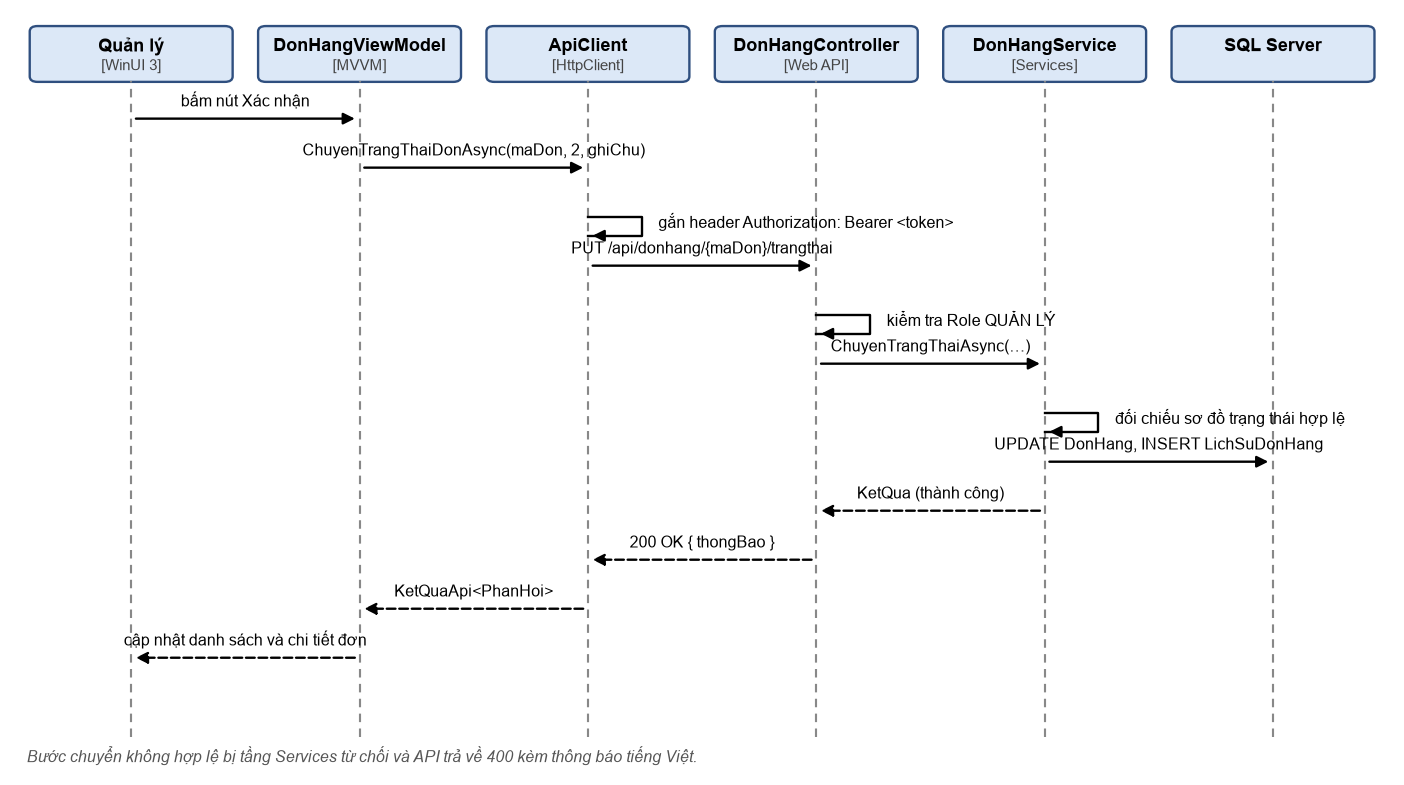 Quản lý
[WinUI 3]
DonHangViewModel
[MVVM]
ApiClient
[HttpClient]
DonHangController
[Web API]
DonHangService
[Services]
SQL Server
bấm nút Xác nhận
ChuyenTrangThaiDonAsync(maDon, 2, ghiChu)
gắn header Authorization: Bearer <token>
PUT /api/donhang/{maDon}/trangthai
kiểm tra Role QUẢN LÝ
ChuyenTrangThaiAsync(…)
đối chiếu sơ đồ trạng thái hợp lệ
UPDATE DonHang, INSERT LichSuDonHang
KetQua (thành công)
200 OK { thongBao }
KetQuaApi<PhanHoi>
cập nhật danh sách và chi tiết đơn
Bước chuyển không hợp lệ bị tầng Services từ chối và API trả về 400 kèm thông báo tiếng Việt.